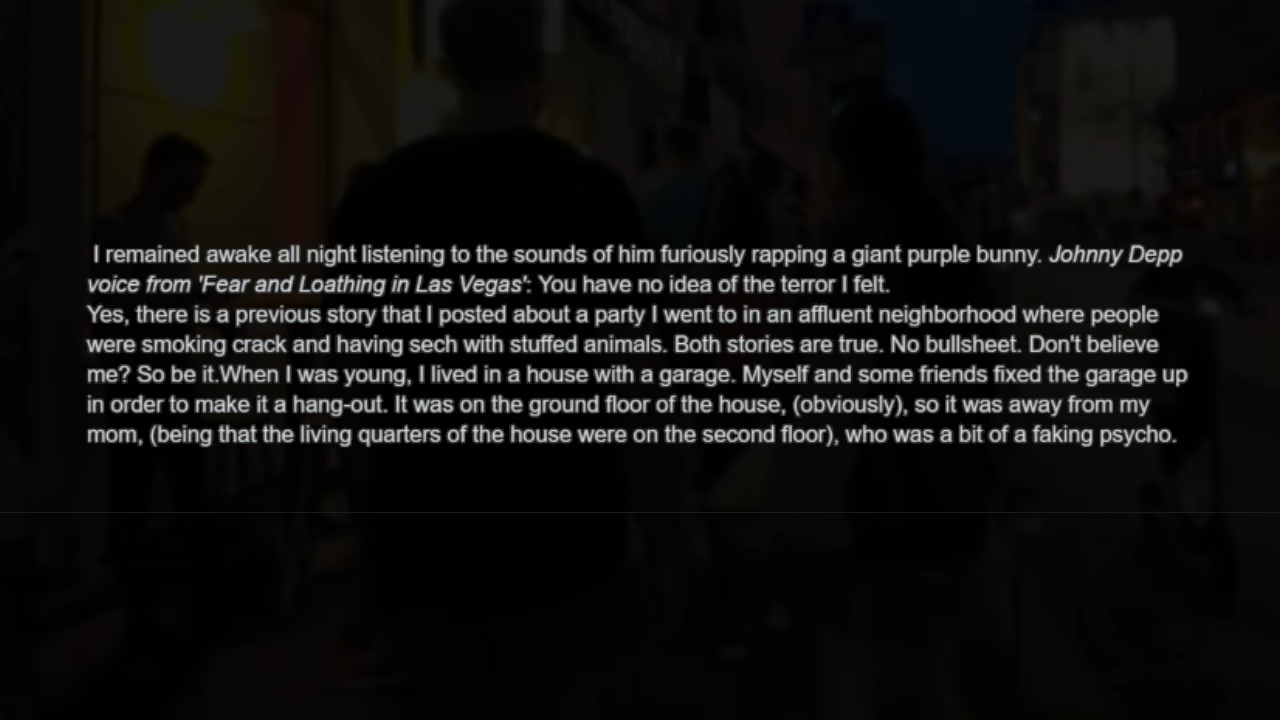 I remained awake all night listening to the sounds of him furiously rapping a giant purple bunny. Johnny Depp
voice from 'Fear and Loathing in Las Vegas': You have no idea of the terror I felt.
Yes, there is a previous story that I posted about a party I went to in an affluent neighborhood where people
were smoking crack and having sech with stuffed animals. Both stories are true. No bullsheet. Don't believe
me? So be it.When I was young, I lived in a house with a garage. Myself and some friends fixed the garage up
in order to make it a hang-out. It was on the ground floor of the house, (obviously), so it was away from my
mom, (being that the living quarters of the house were on the second floor), who was a bit of a faking psycho.